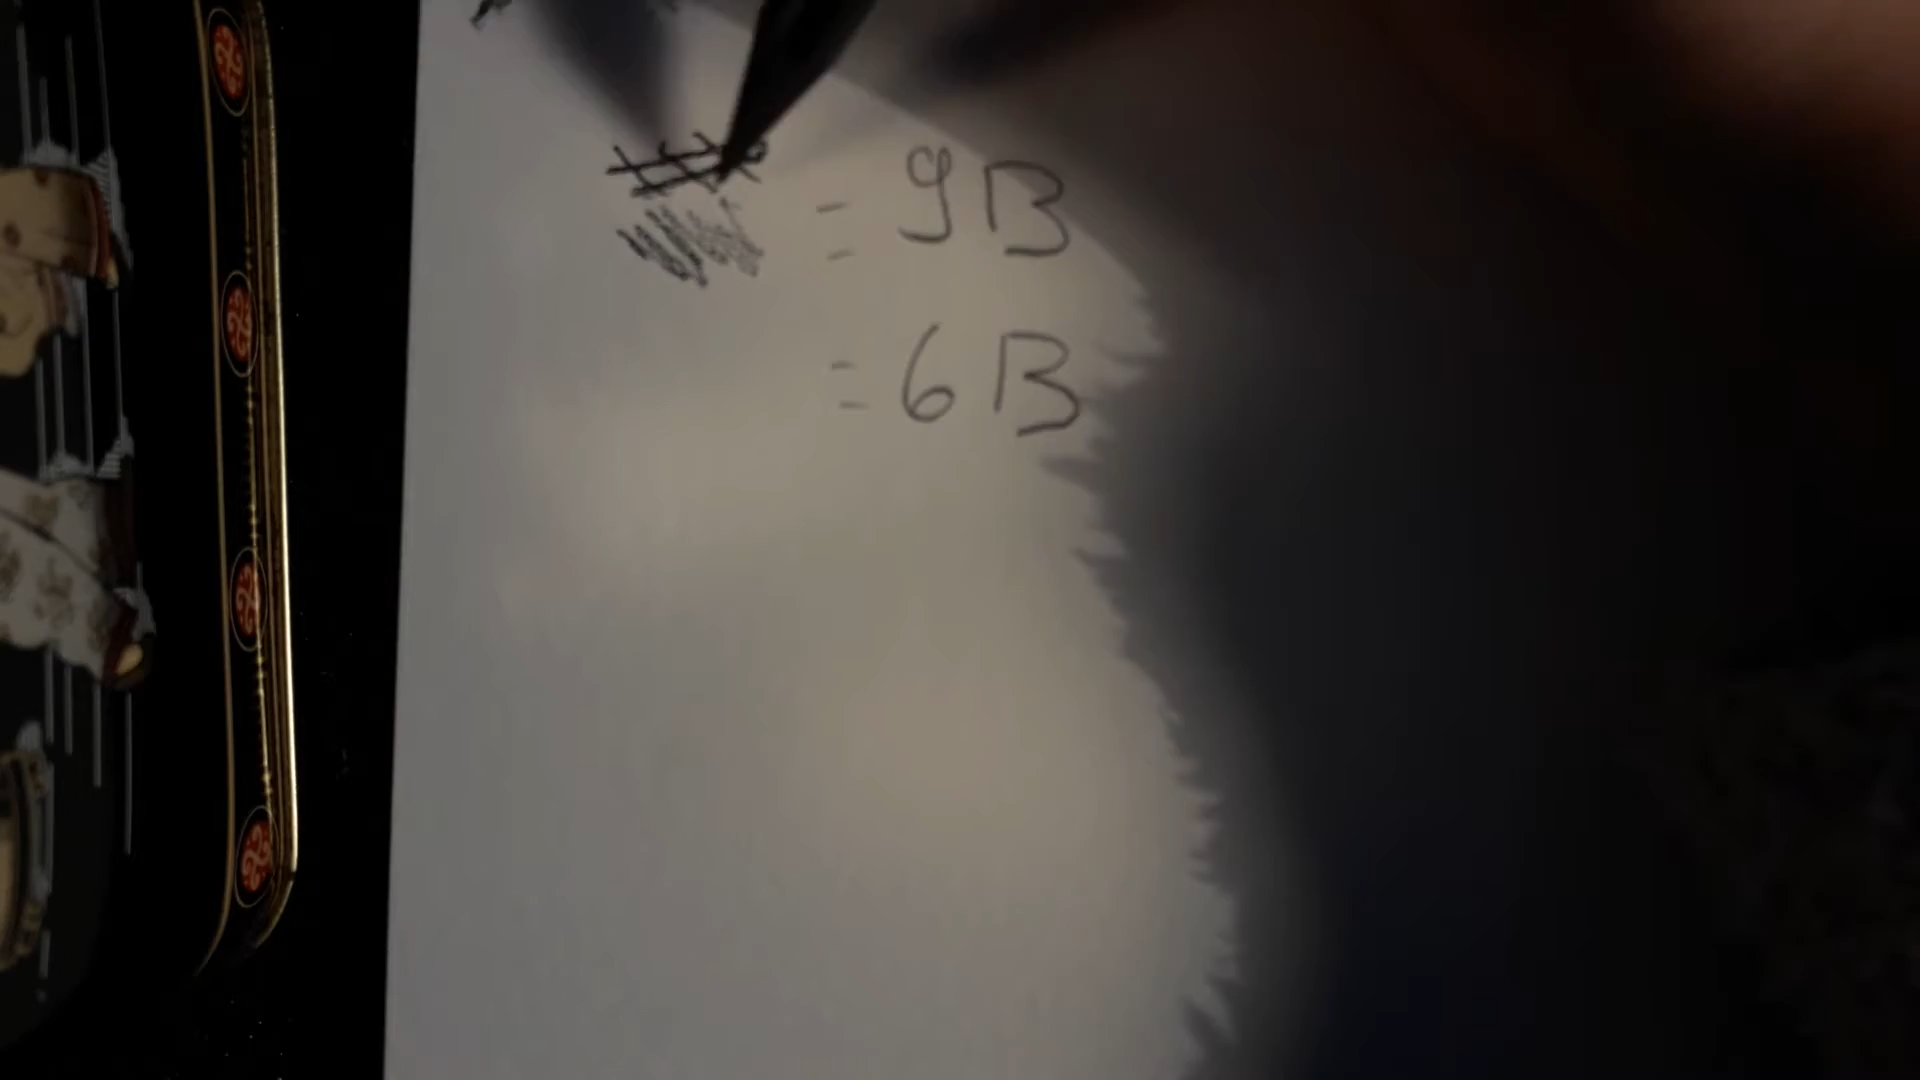 = 9B
= 6B